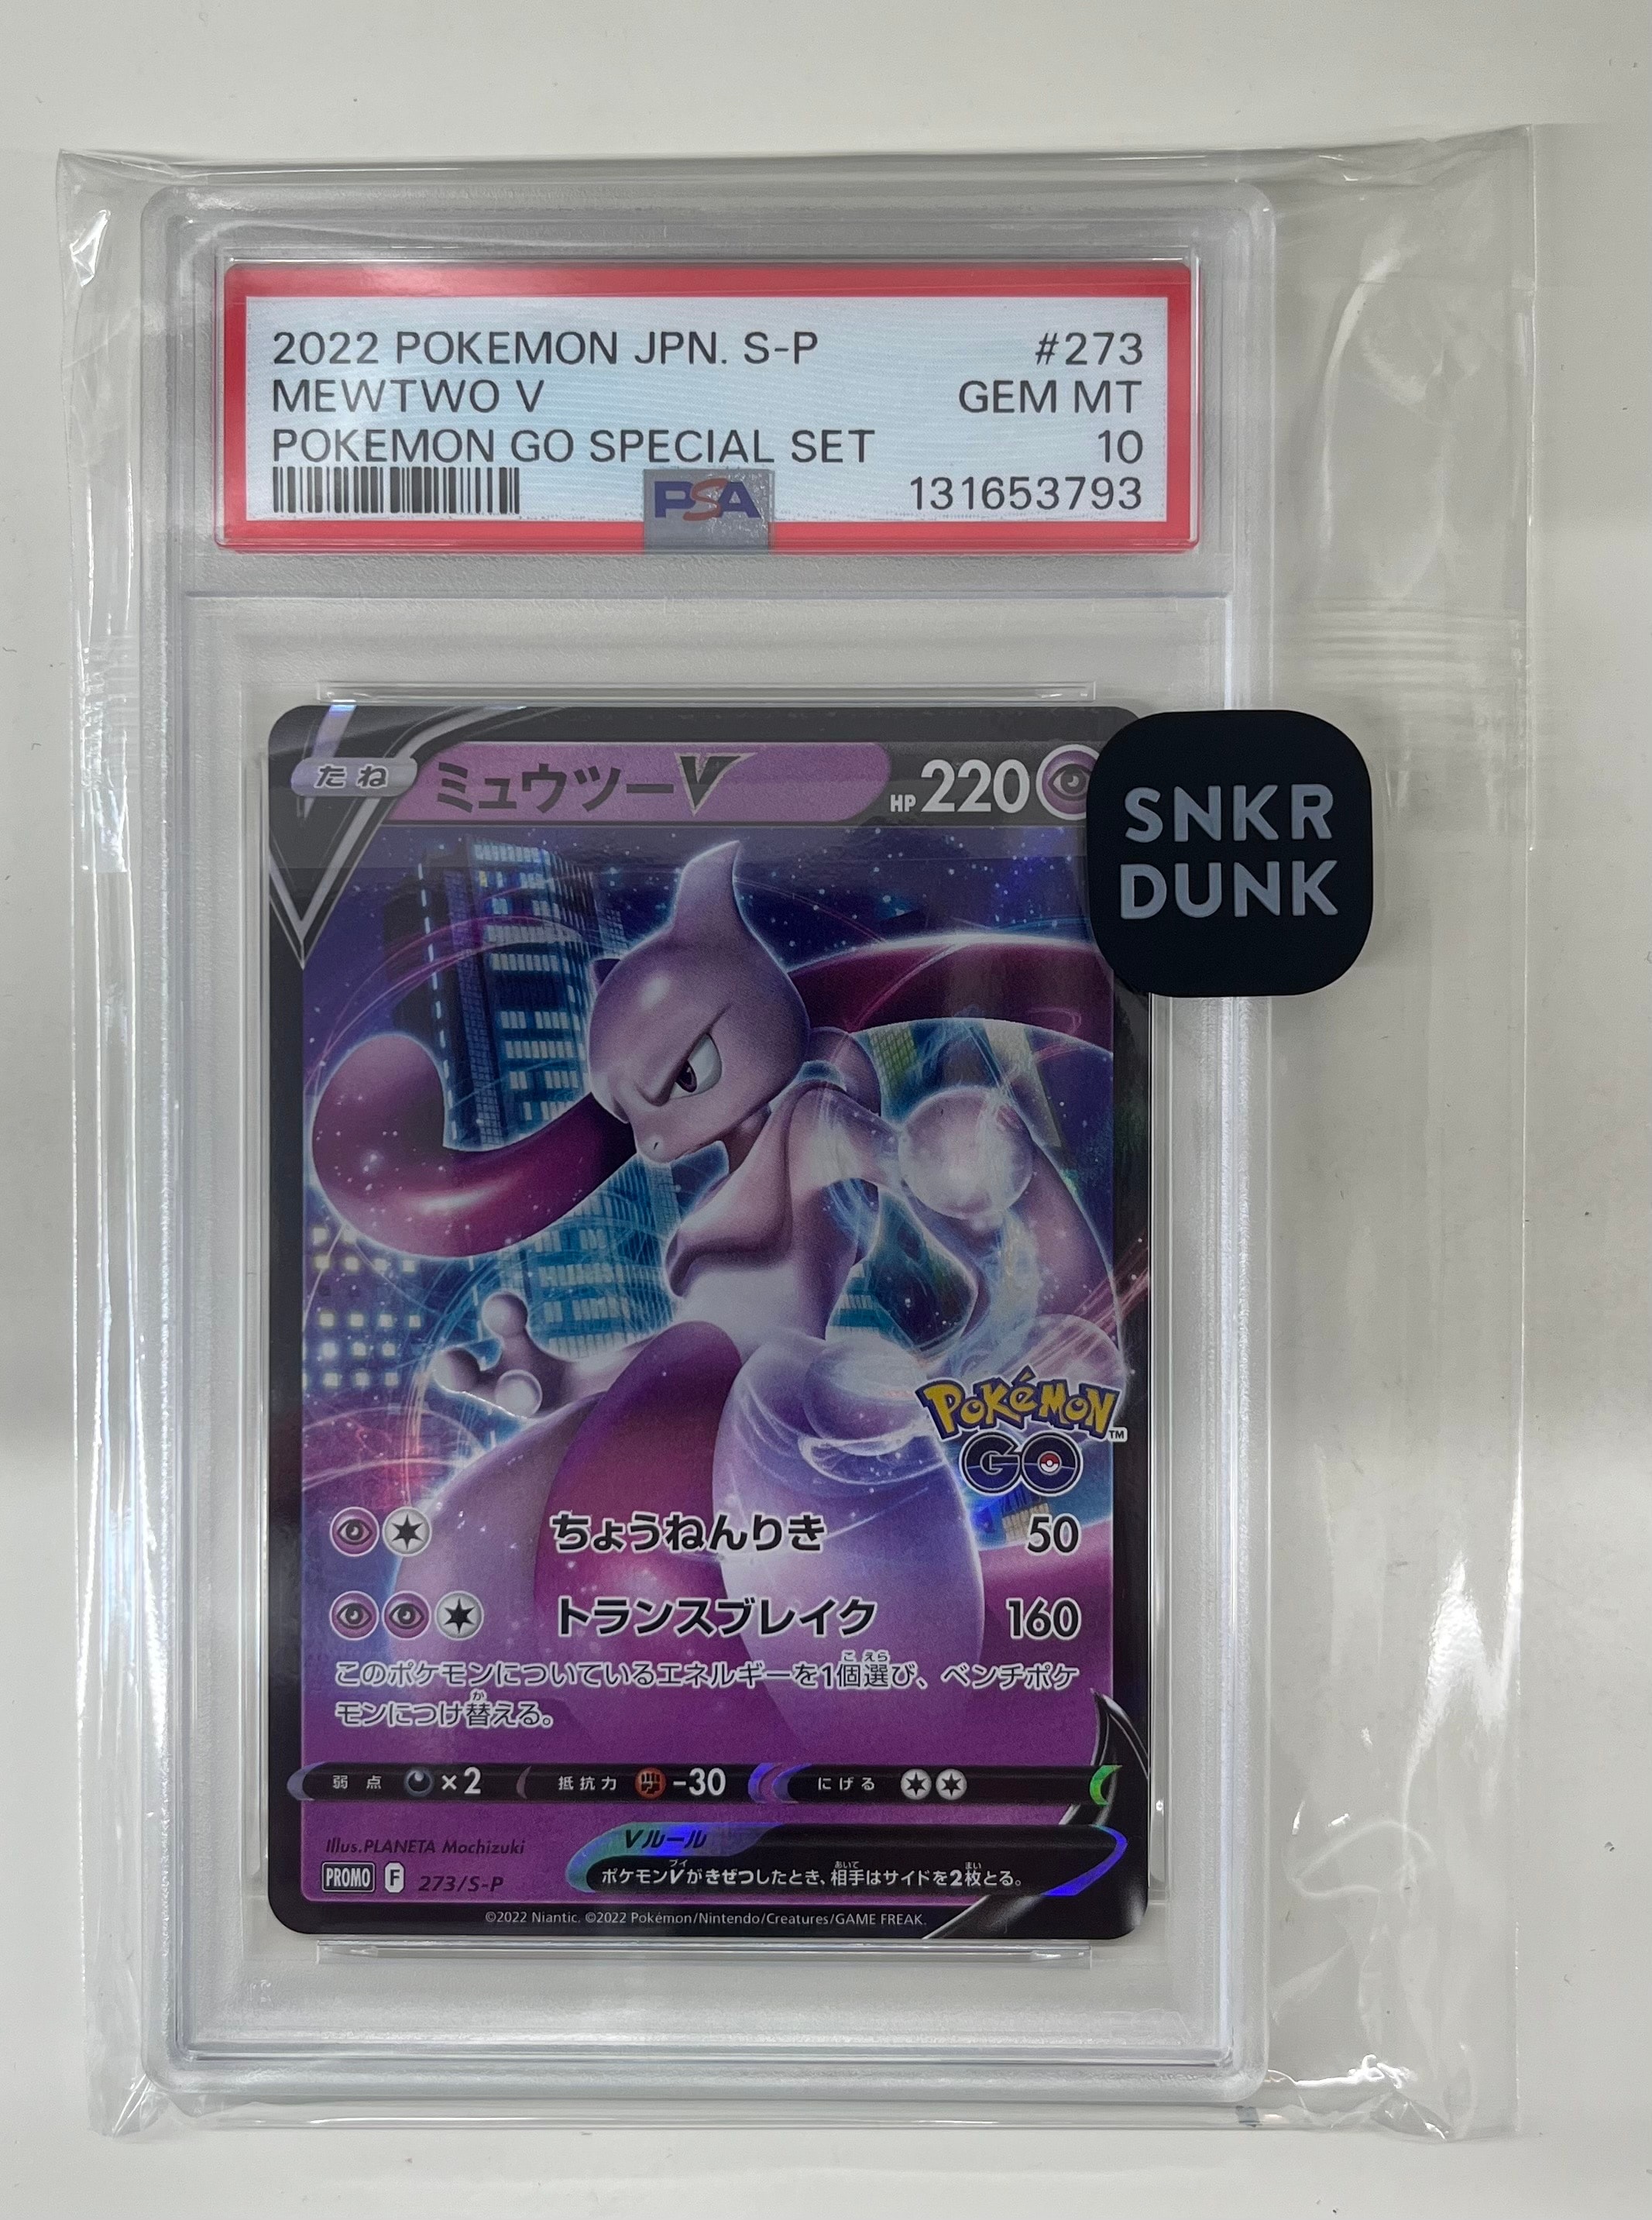 2022 POKEMON JPN. S-P #273
MEWTWO V GEM MT
POKEMON GO SPECIAL SET 10
PSA 131653793
たね ミュウツーV HP 220
SNKR
DUNK
Pokémon
GO
TM
ちょうねんりき 50
トランスブレイク 160
このポケモンについているエネルギーを1個選び、ベンチポケ
モンにつけ替える。
弱点 ×2 抵抗力 -30 にげる
Illus.PLANETA Mochizuki
Vルール
ポケモンVがきぜつしたとき、相手はサイドを2枚とる。
PROMO F 273/S-P
©2022 Niantic. ©2022 Pokémon/Nintendo/Creatures/GAME FREAK.